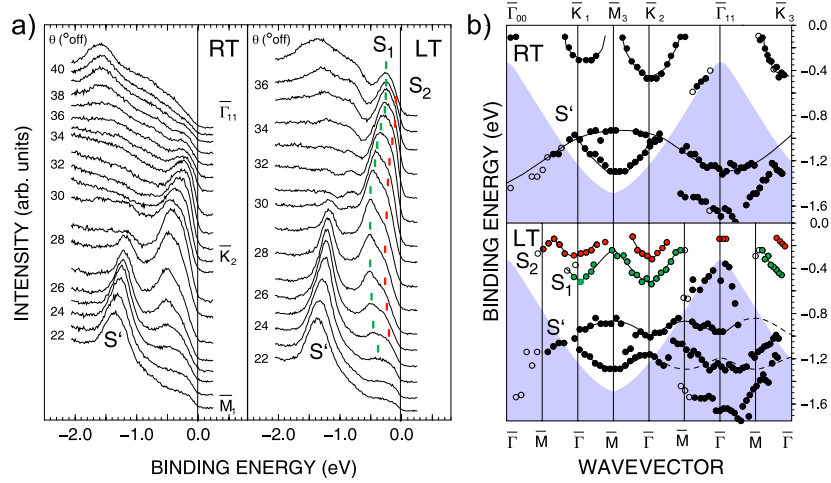 a)
θ (°off)
RT
40
38
36
Γ̅₁₁
34
32
30
28
K̅₂
26
24
22
S'
M̅₁
-2.0
-1.0
0.0
θ (°off)
S₁
LT
36
S₂
34
32
30
28
26
24
22
S'
-2.0
-1.0
0.0
INTENSITY (arb. units)
BINDING ENERGY (eV)
b)
Γ̅₀₀
K̅₁
M̅₃
K̅₂
Γ̅₁₁
K̅₃
RT
S'
0.0
-0.4
-0.8
-1.2
-1.6
0.0
LT
S₂
S₁
S'
-0.4
-0.8
-1.2
-1.6
BINDING ENERGY (eV)
Γ̅
M̅
Γ̅
M̅
Γ̅
M̅
Γ̅
M̅
Γ̅
WAVEVECTOR